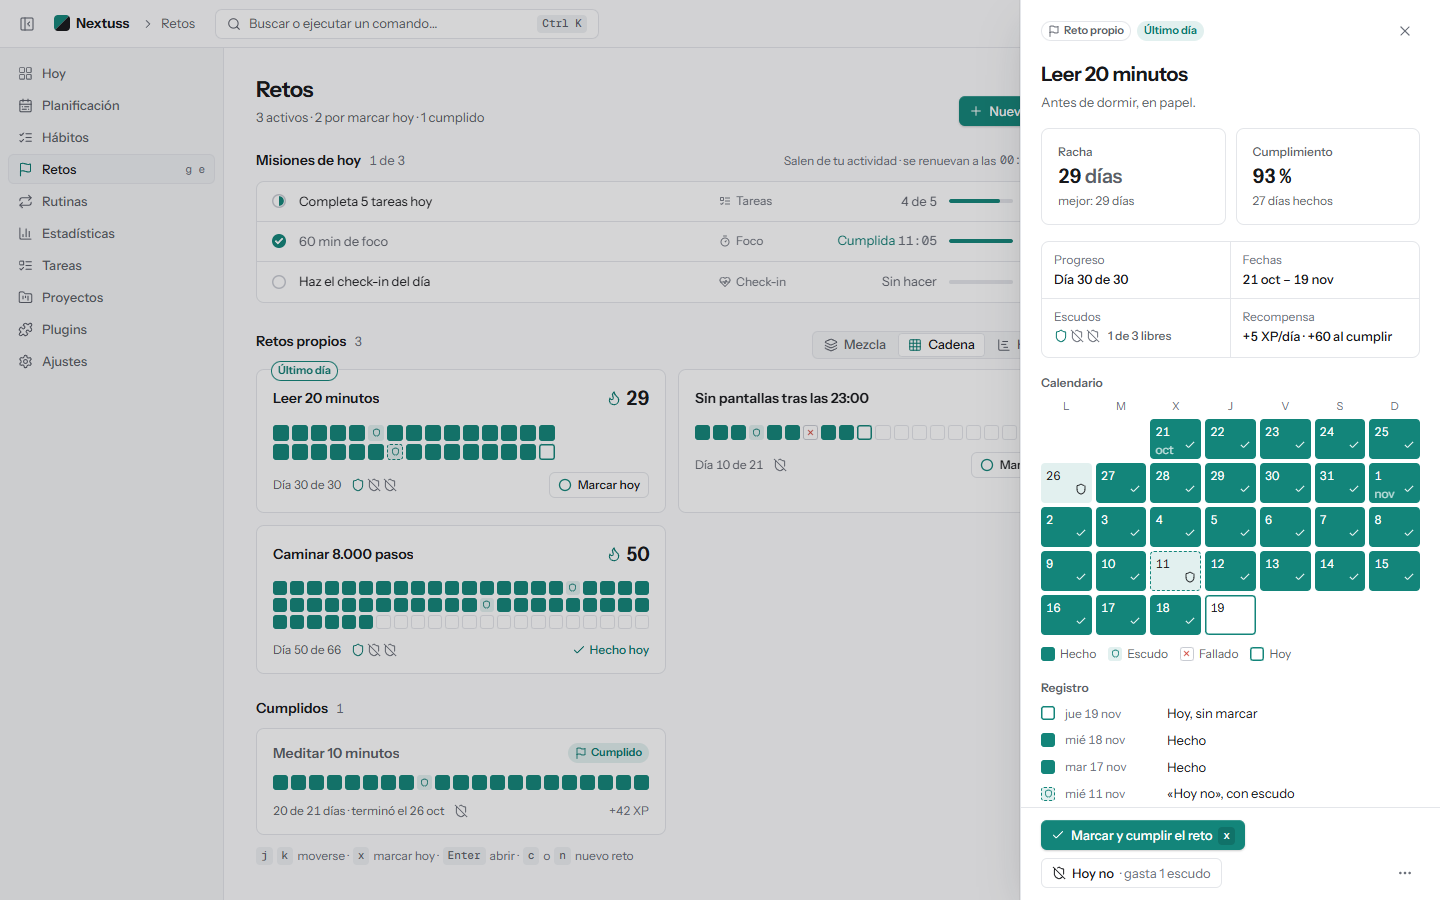 Nextuss
Retos
Buscar o ejecutar un comando...
Ctrl K
Hoy
Planificación
Hábitos
Retos
g e
Rutinas
Estadísticas
Tareas
Proyectos
Plugins
Ajustes
Retos
3 activos · 2 por marcar hoy · 1 cumplido
Misiones de hoy 1 de 3
Salen de tu actividad · se renuevan a las 00:
Completa 5 tareas hoy
Tareas
4 de 5
60 min de foco
Foco
Cumplida 11:05
Haz el check-in del día
Check-in
Sin hacer
Retos propios 3
Mezcla
Cadena
Último día
Leer 20 minutos
29
Día 30 de 30
Marcar hoy
Sin pantallas tras las 23:00
Día 10 de 21
Caminar 8.000 pasos
50
Día 50 de 66
Hecho hoy
Cumplidos 1
Meditar 10 minutos
Cumplido
20 de 21 días · terminó el 26 oct
+42 XP
j k moverse · x marcar hoy · Enter abrir · c o n nuevo reto
Reto propio
Último día
Leer 20 minutos
Antes de dormir, en papel.
Racha
29 días
mejor: 29 días
Cumplimiento
93 %
27 días hechos
Progreso
Día 30 de 30
Fechas
21 oct – 19 nov
Escudos
1 de 3 libres
Recompensa
+5 XP/día · +60 al cumplir
Calendario
L M X J V S D
21 oct 22 23 24 25
26 27 28 29 30 31 1 nov
2 3 4 5 6 7 8
9 10 11 12 13 14 15
16 17 18 19
Hecho Escudo Fallado Hoy
Registro
jue 19 nov Hoy, sin marcar
mié 18 nov Hecho
mar 17 nov Hecho
mié 11 nov «Hoy no», con escudo
Marcar y cumplir el reto x
Hoy no · gasta 1 escudo